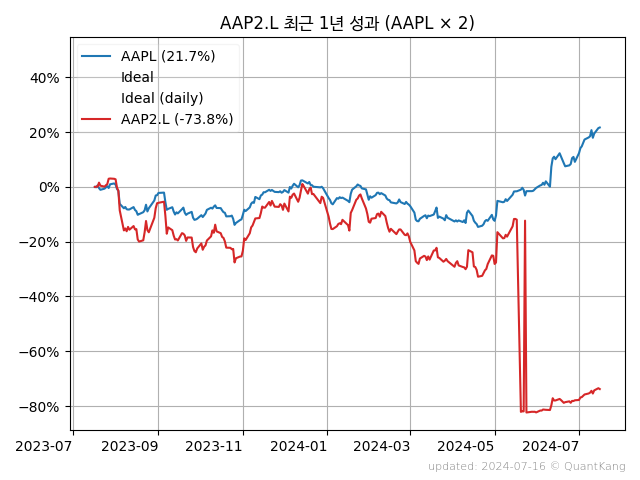 AAP2.L 최근 1년 성과 (AAPL × 2)
AAPL (21.7%)
Ideal
Ideal (daily)
AAP2.L (-73.8%)
40%
20%
0%
−20%
−40%
−60%
−80%
2023-07 2023-09 2023-11 2024-01 2024-03 2024-05 2024-07
updated: 2024-07-16 © QuantKang